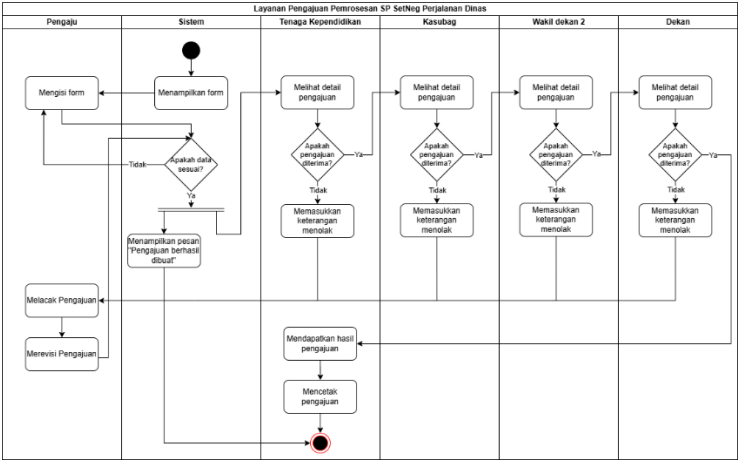 Layanan Pengajuan Pemrosesan SP SetNeg Perjalanan Dinas
Pengaju
Sistem
Tenaga Kependidikan
Kasubag
Wakil dekan 2
Dekan
Mengisi form
Menampilkan form
Melihat detail
pengajuan
Melihat detail
pengajuan
Melihat detail
pengajuan
Melihat detail
pengajuan
Apakah data
sesuai?
Tidak
Ya
Apakah
pengajuan
diterima?
Ya
Tidak
Apakah
pengajuan
diterima?
Ya
Tidak
Apakah
pengajuan
diterima?
Ya
Tidak
Apakah
pengajuan
diterima?
Ya
Tidak
Menampilkan pesan
"Pengajuan berhasil
dibuat"
Memasukkan
keterangan
menolak
Memasukkan
keterangan
menolak
Memasukkan
keterangan
menolak
Memasukkan
keterangan
menolak
Melacak Pengajuan
Merevisi Pengajuan
Mendapatkan hasil
pengajuan
Mencetak
pengajuan